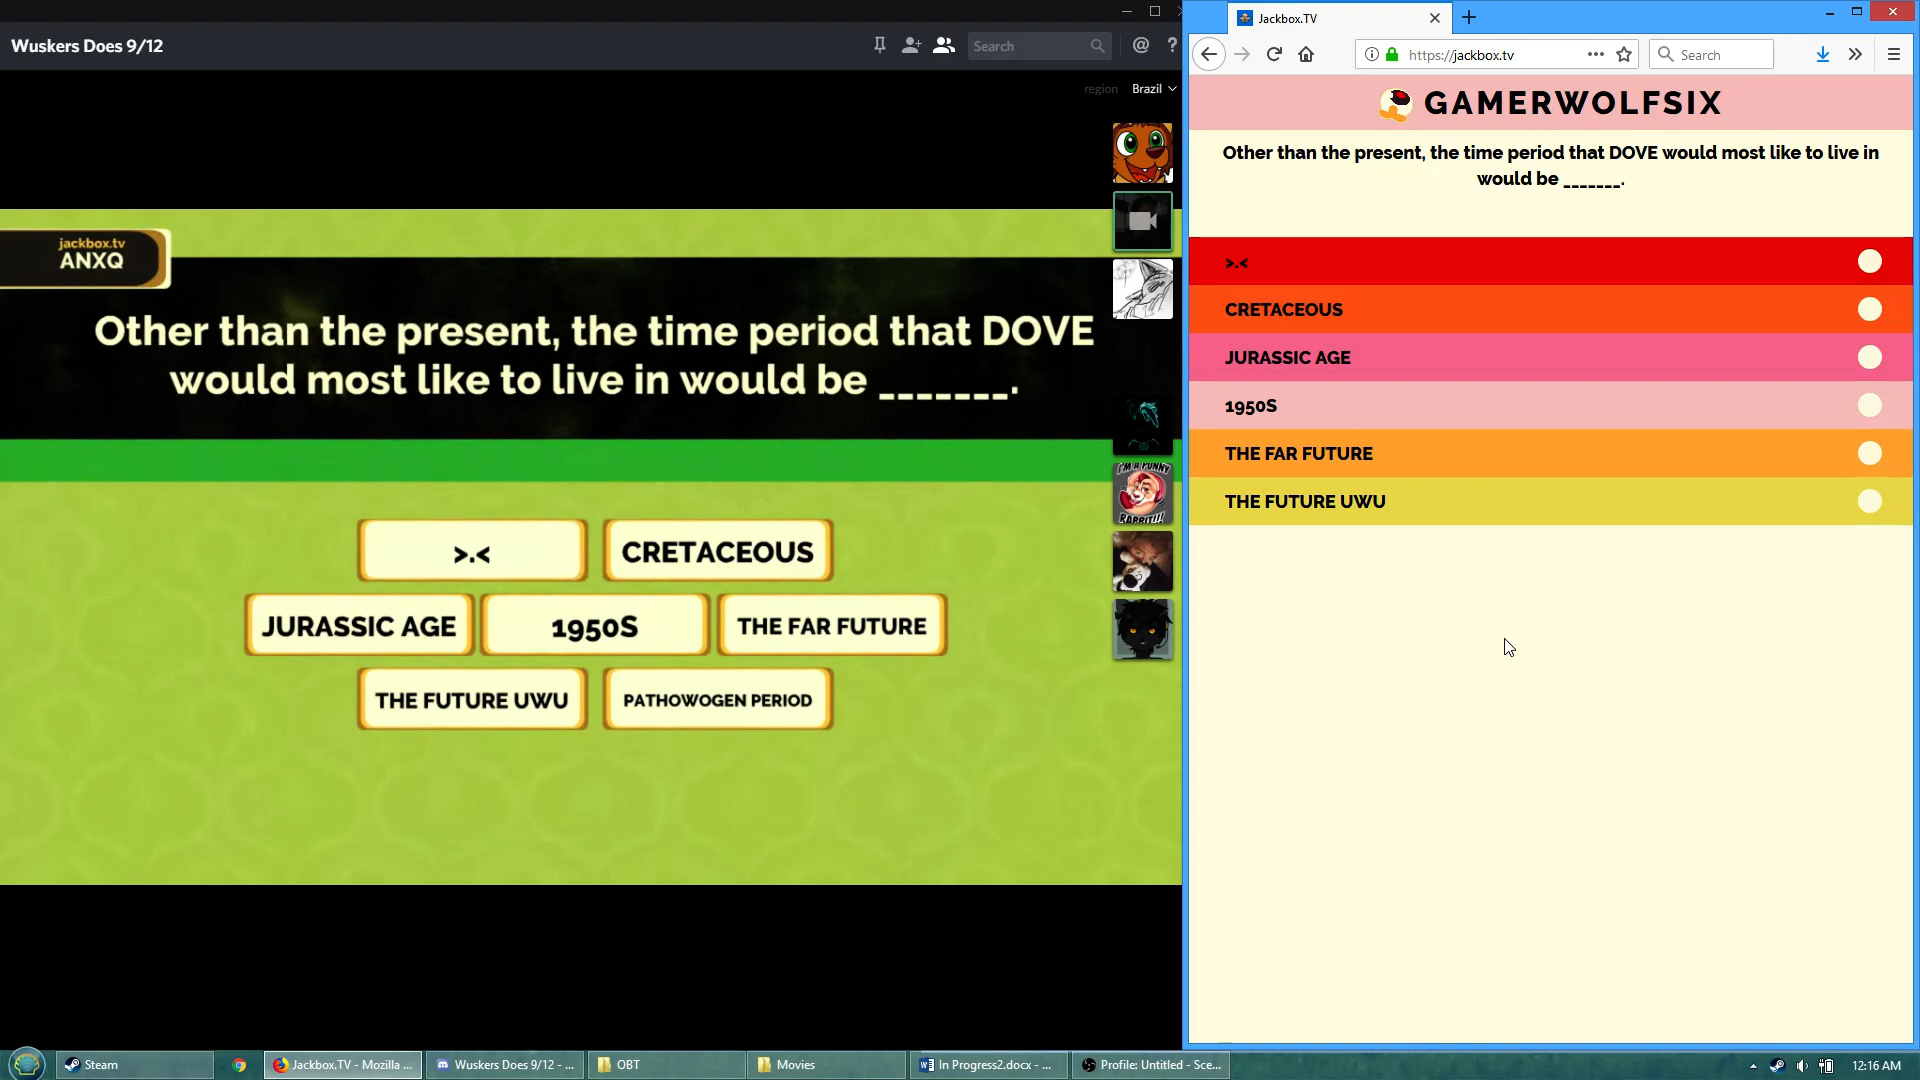 Wuskers Does 9/12
Search
@
?
region
Brazil
jackbox.tv
ANXQ
Other than the present, the time period that DOVE
would most like to live in would be _______.
>.<
CRETACEOUS
JURASSIC AGE
1950S
THE FAR FUTURE
THE FUTURE UWU
PATHOWOGEN PERIOD
I'M A FUNNY
RABBIT!!
Jackbox.TV
https://jackbox.tv
Search
GAMERWOLFSIX
Other than the present, the time period that DOVE would most like to live in
would be _______.
>.<
CRETACEOUS
JURASSIC AGE
1950S
THE FAR FUTURE
THE FUTURE UWU
Steam
Jackbox.TV - Mozilla ...
Wuskers Does 9/12 - ...
OBT
Movies
In Progress2.docx - ...
Profile: Untitled - Sce...
12:16 AM